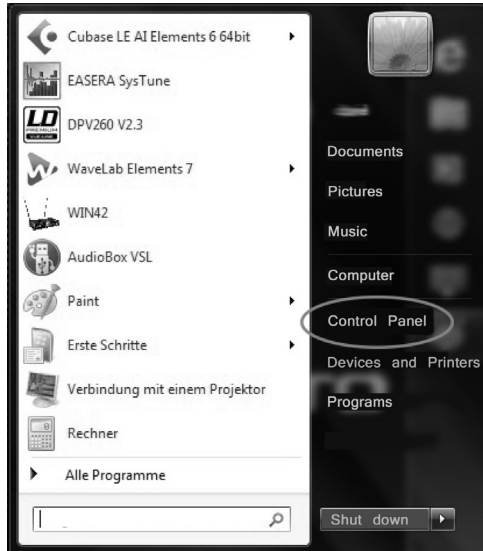 Cubase LE AI Elements 6 64bit
EASERA SysTune
LD
PREMIUM
DPV260 V2.3
WaveLab Elements 7
WIN42
AudioBox VSL
Paint
Erste Schritte
Verbindung mit einem Projektor
Rechner
Alle Programme
Documents
Pictures
Music
Computer
Control Panel
Devices and Printers
Programs
Shut down